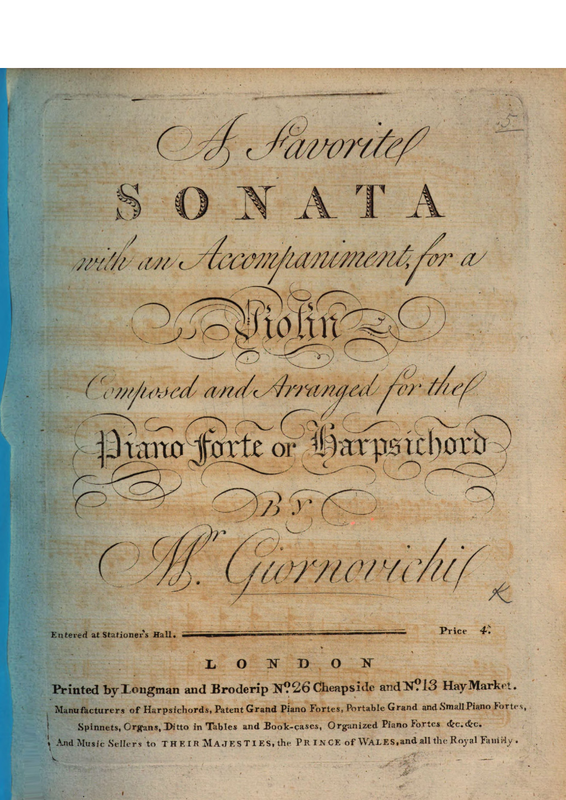 5
A Favorite
SONATA
with an Accompaniment, for a
Violin
Composed and Arranged for the
Piano Forte or Harpsichord
BY
Mr. Giornovichi
Entered at Stationer's Hall.
Price 4s.
LONDON
Printed by Longman and Broderip No. 26 Cheapside and No. 13 Hay Market.
Manufacturers of Harpsichords, Patent Grand Piano Fortes, Portable Grand and Small Piano Fortes,
Spinnets, Organs, Ditto in Tables and Book-cases, Organized Piano Fortes &c. &c.
And Music Sellers to THEIR MAJESTIES, the PRINCE of WALES, and all the Royal Family.